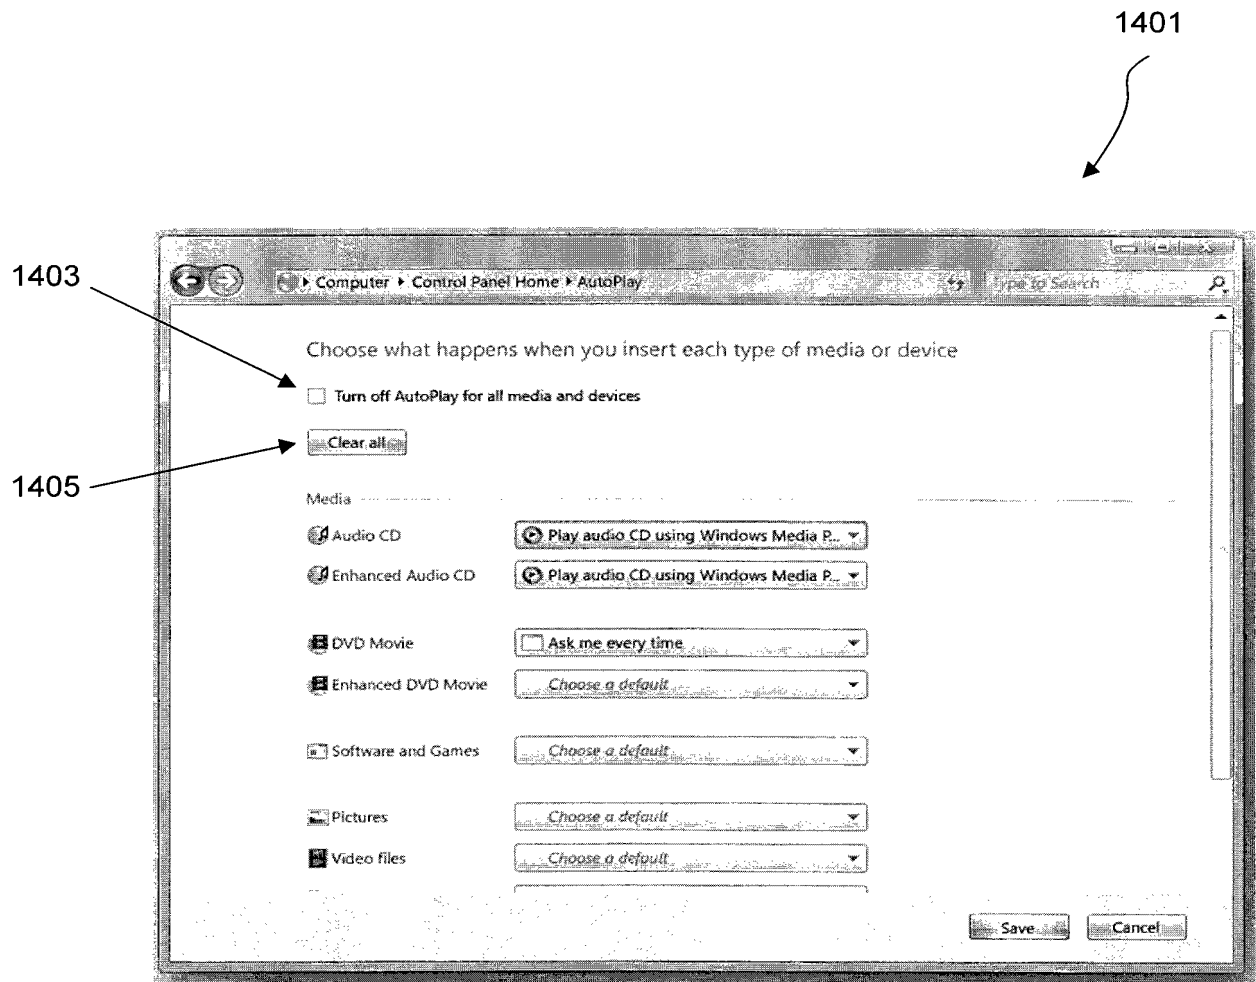 1401
1403
Computer Control Panel Home AutoPlay
Type to Search
Choose what happens when you insert each type of media or device
Turn off AutoPlay for all media and devices
Clear all
1405
Media
Audio CD Play audio CD using Windows Media P...
Enhanced Audio CD Play audio CD using Windows Media P...
DVD Movie Ask me every time
Enhanced DVD Movie Choose a default
Software and Games Choose a default
Pictures Choose a default
Video files Choose a default
Save Cancel